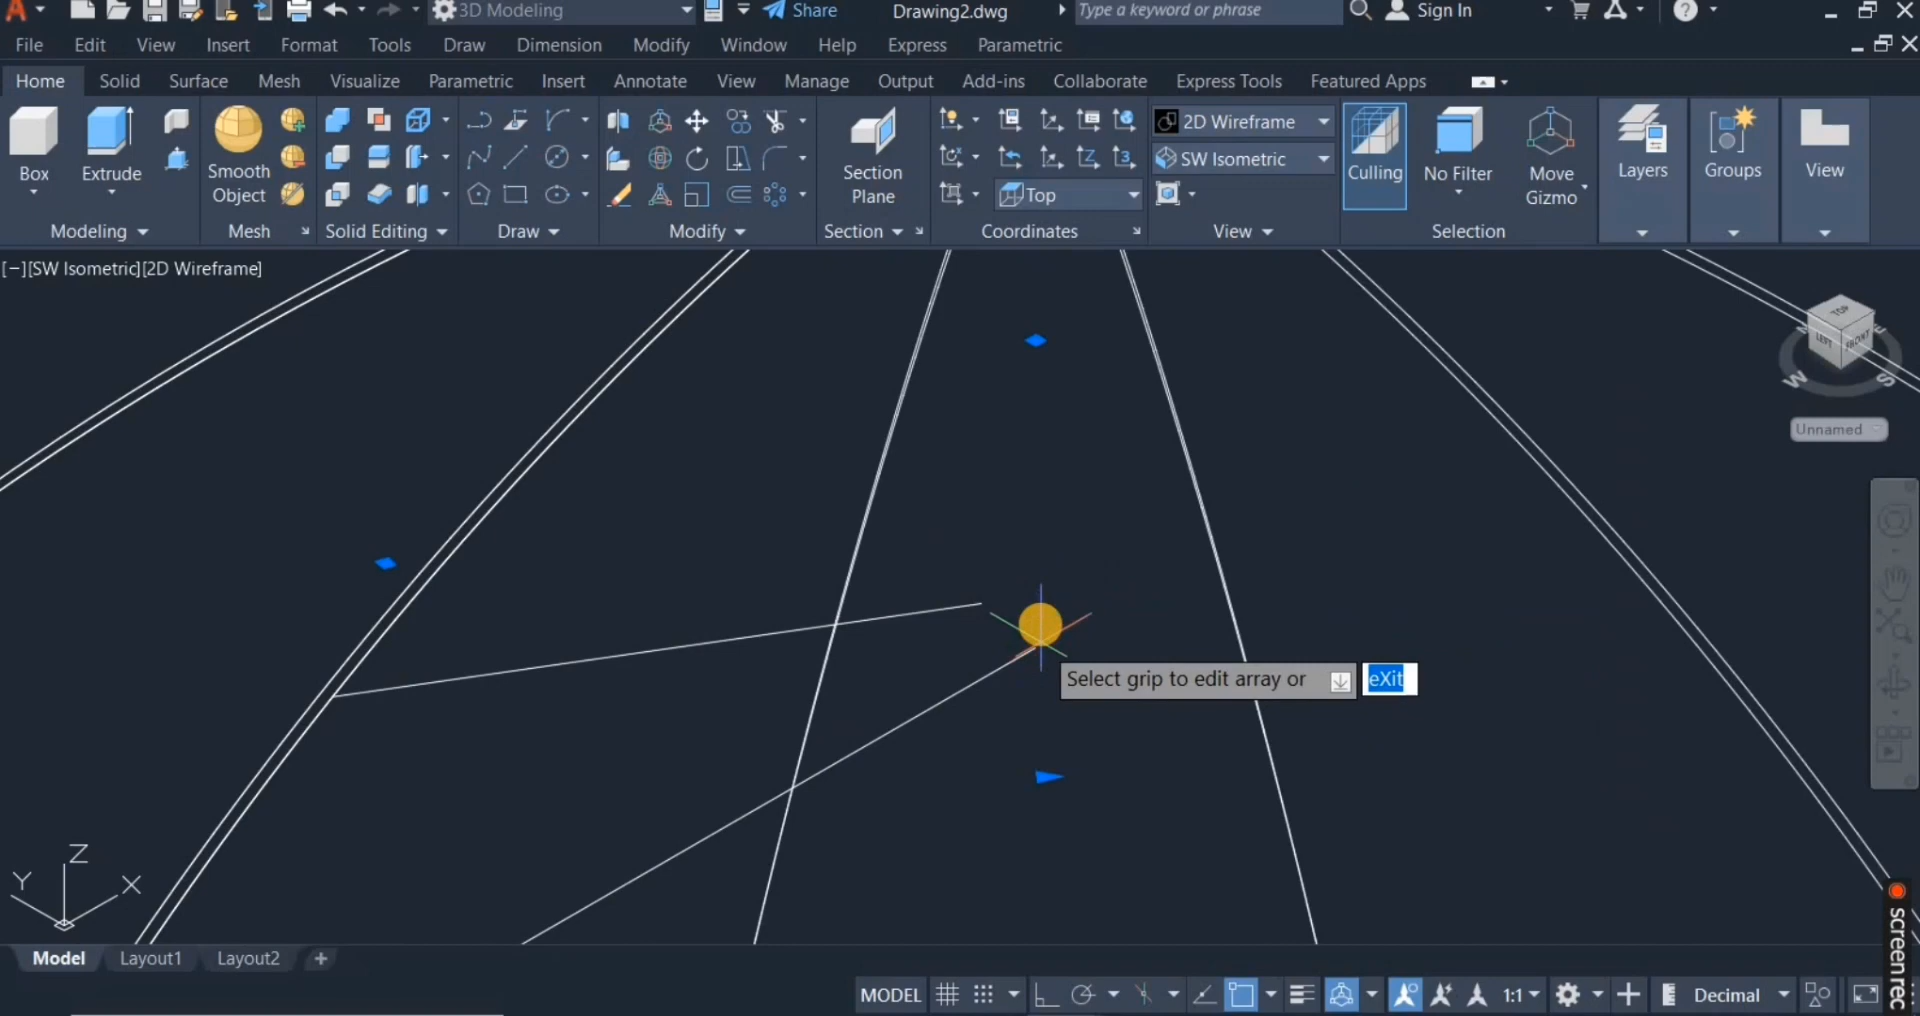 3D Modeling
Share
Drawing2.dwg
Type a keyword or phrase
Sign In
File Edit View Insert Format Tools Draw Dimension Modify Window Help Express Parametric
Home Solid Surface Mesh Visualize Parametric Insert Annotate View Manage Output Add-ins Collaborate Express Tools Featured Apps
2D Wireframe
SW Isometric
Top
Box
Extrude
Smooth
Object
Section
Plane
Culling
No Filter
Move
Gizmo
Layers
Groups
View
Modeling
Mesh
Solid Editing
Draw
Modify
Section
Coordinates
View
Selection
[−][SW Isometric][2D Wireframe]
TOP
LEFT
FRONT
W
S
Unnamed
Select grip to edit array or
eXit
Z
Y
X
Model
Layout1
Layout2
MODEL
1:1
Decimal
screenrec